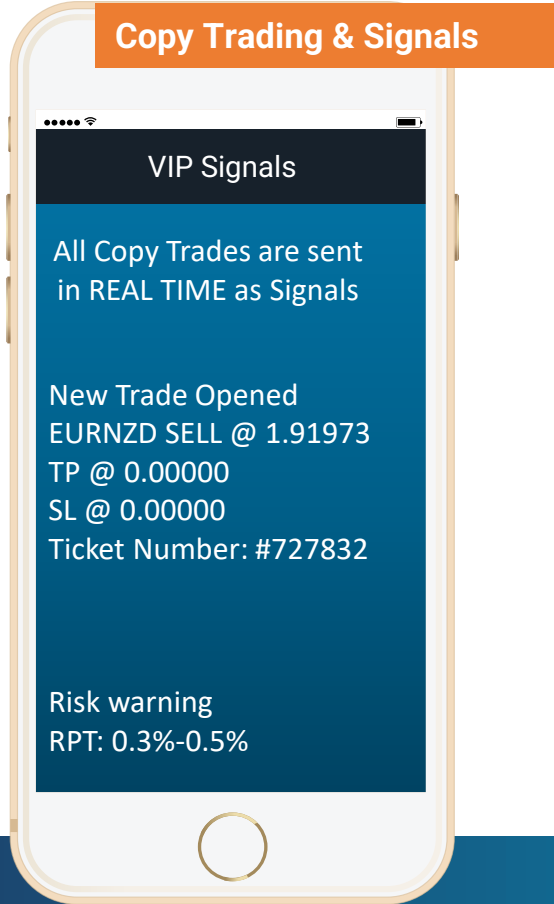 Copy Trading & Signals
VIP Signals
All Copy Trades are sent
in REAL TIME as Signals
New Trade Opened
EURNZD SELL @ 1.91973
TP @ 0.00000
SL @ 0.00000
Ticket Number: #727832
Risk warning
RPT: 0.3%-0.5%